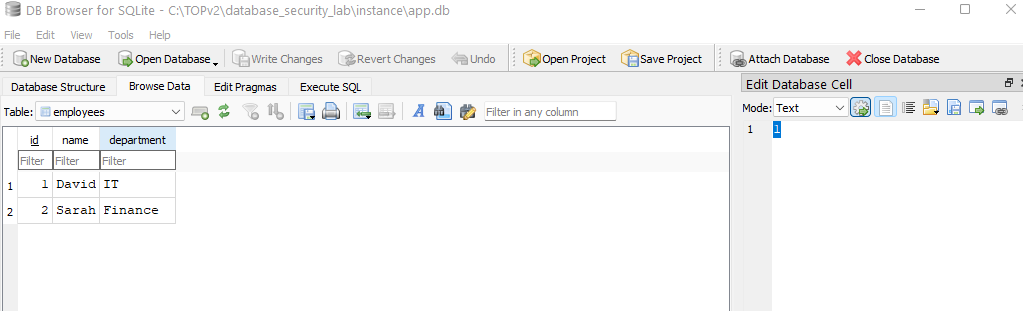 DB Browser for SQLite - C:\TOPv2\database_security_lab\instance\app.db
File Edit View Tools Help
New Database Open Database Write Changes Revert Changes Undo Open Project Save Project Attach Database Close Database
Database Structure Browse Data Edit Pragmas Execute SQL
Edit Database Cell
Table: employees Filter in any column
Mode: Text
1 1
id name department
Filter Filter Filter
1 1 David IT
2 2 Sarah Finance